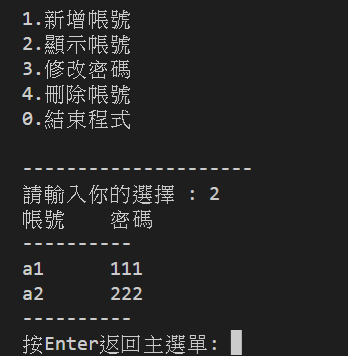 1.新增帳號
2.顯示帳號
3.修改密碼
4.刪除帳號
0.結束程式
---------------------
請輸入你的選擇 : 2
帳號    密碼
----------
a1      111
a2      222
----------
按Enter返回主選單: